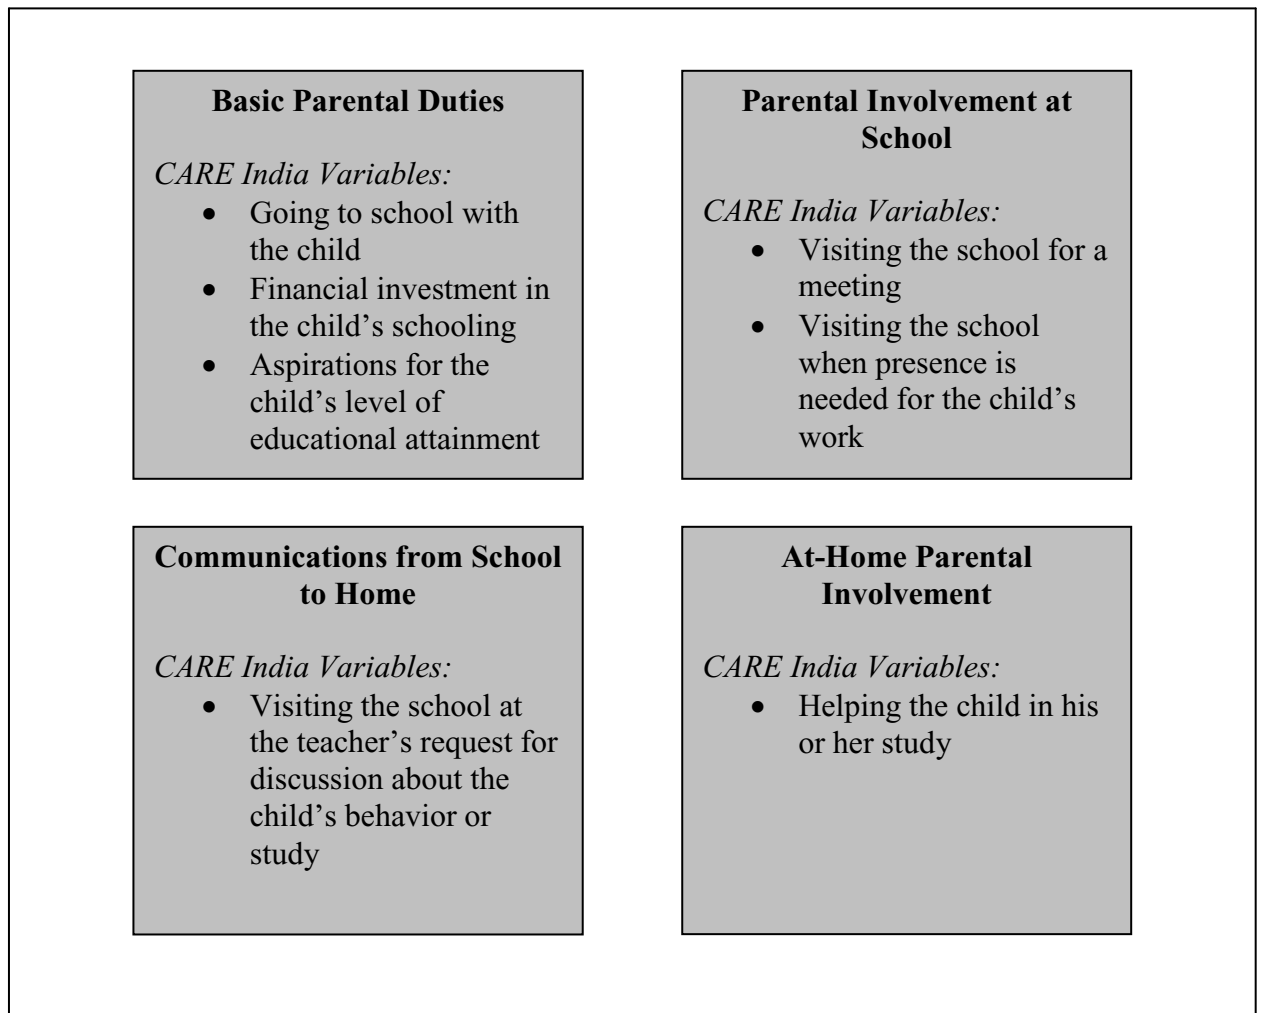 Basic Parental Duties
CARE India Variables:
• Going to school with
the child
• Financial investment in
the child’s schooling
• Aspirations for the
child’s level of
educational attainment
Parental Involvement at
School
CARE India Variables:
• Visiting the school for a
meeting
• Visiting the school
when presence is
needed for the child’s
work
Communications from School
to Home
CARE India Variables:
• Visiting the school at
the teacher’s request for
discussion about the
child’s behavior or
study
At-Home Parental
Involvement
CARE India Variables:
• Helping the child in his
or her study